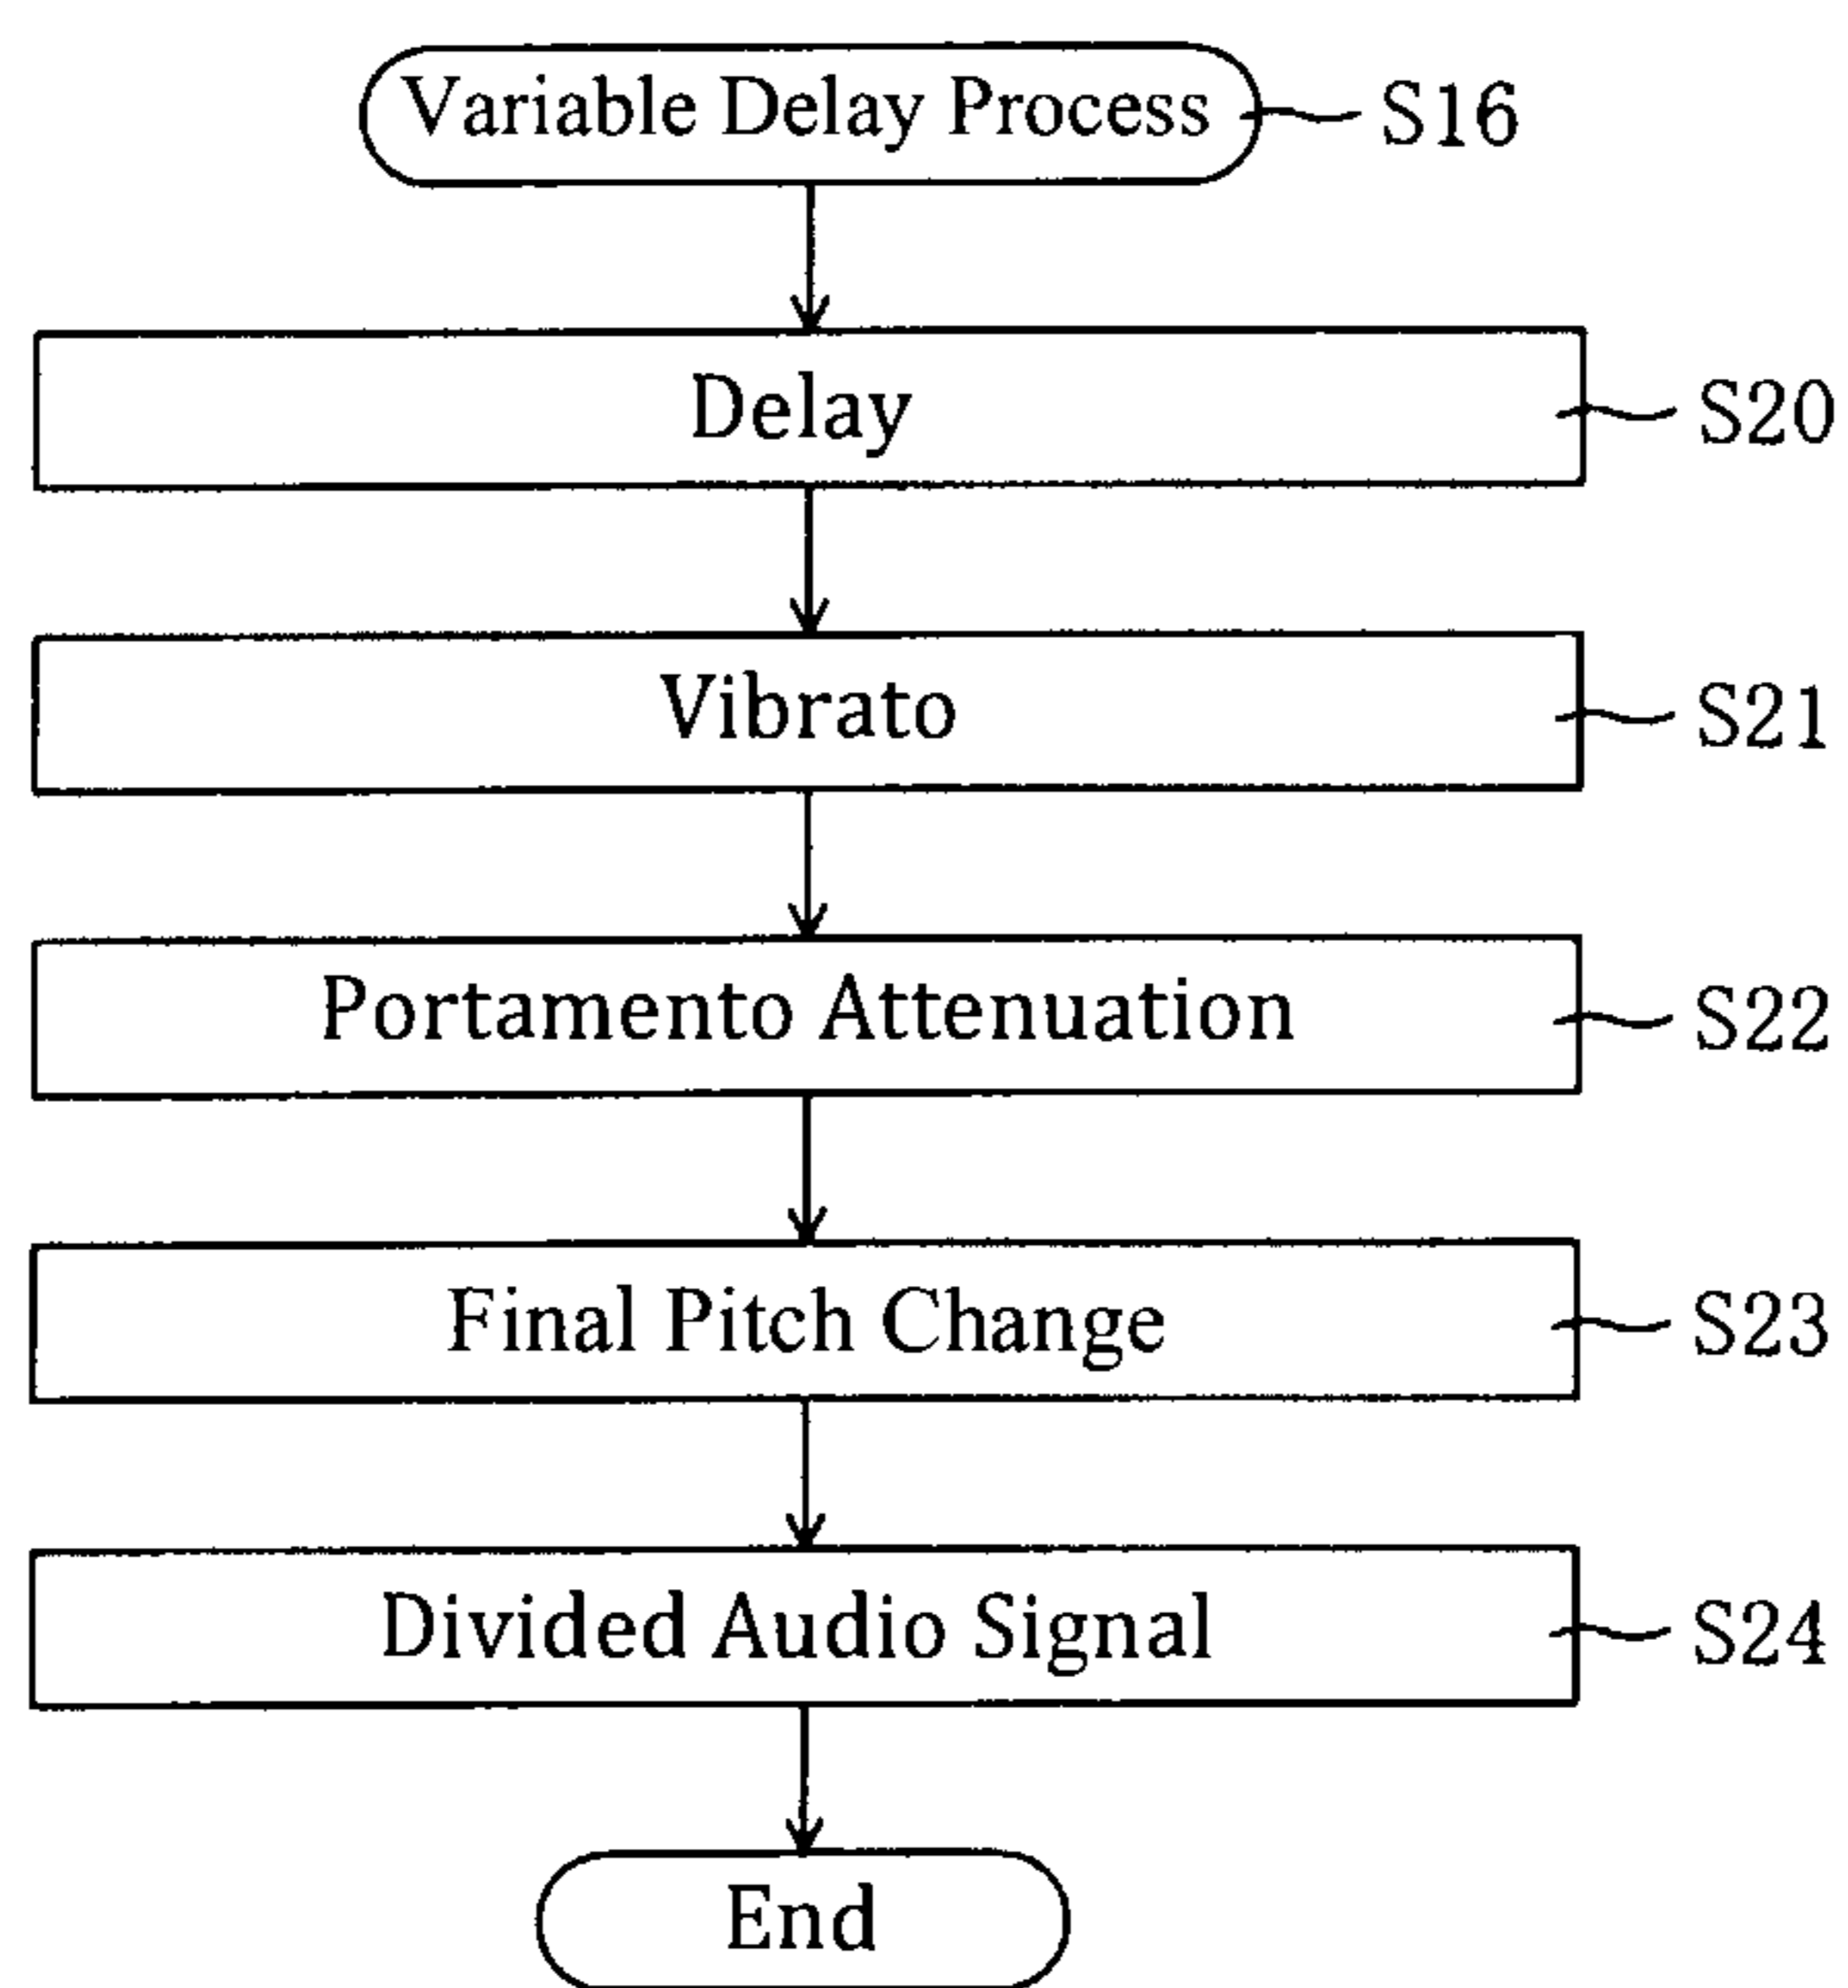 Variable Delay Process S16
Delay S20
Vibrato S21
Portamento Attenuation S22
Final Pitch Change S23
Divided Audio Signal S24
End